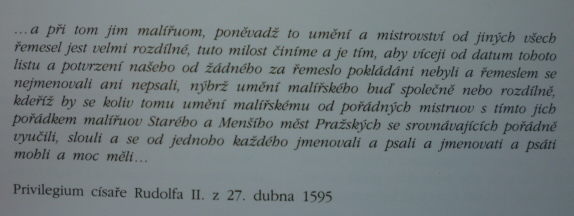 ...a při tom jim malířuom, poněvadž to umění a mistrovství od jiných všech
řemesel jest velmi rozdílné, tuto milost činíme a je tím, aby víceji od datum tohoto
listu a potvrzení našeho od žádného za řemeslo pokládáni nebyli a řemeslem se
nejmenovali ani nepsali, nýbrž umění malířského buď společně nebo rozdílně,
kdeříž by se koliv tomu umění malířskému od pořádných mistruov s tímto jich
pořádkem malířuov Starého a Menšího měst Pražských se srovnávajících pořádně
vyučili, slouli a se od jednoho každého jmenovali a psali a jmenovati a psáti
mohli a moc měli...
Privilegium císaře Rudolfa II. z 27. dubna 1595